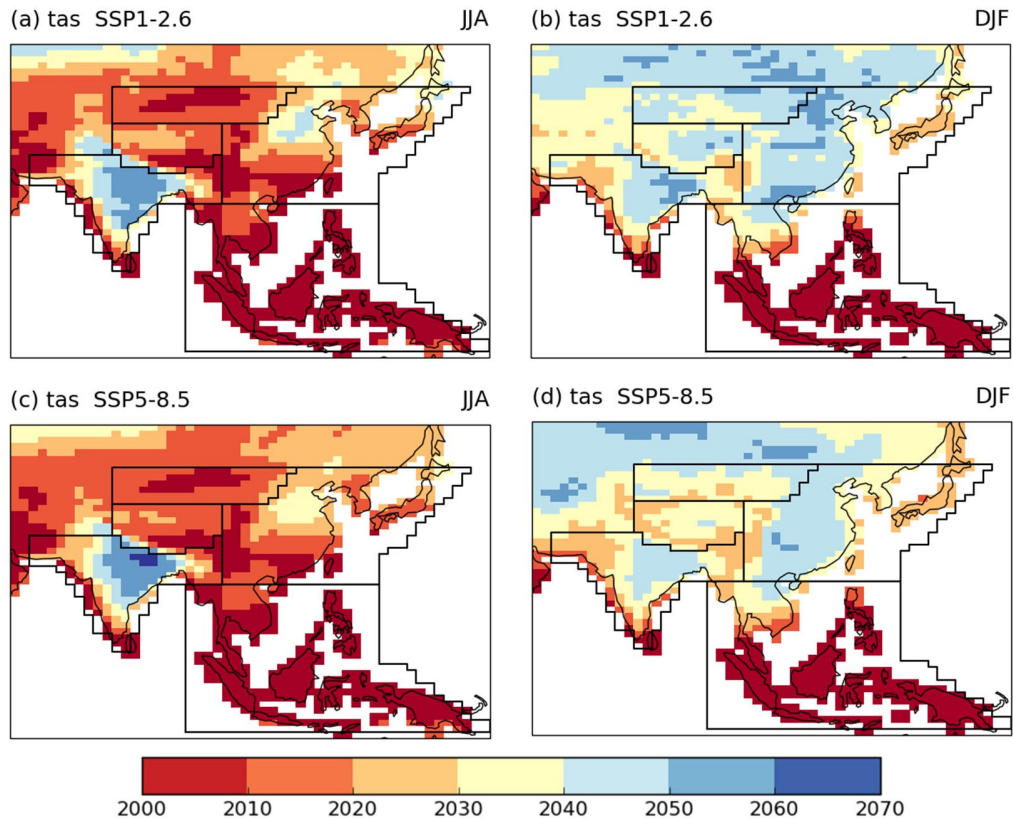 (a) tas SSP1-2.6 JJA
(b) tas SSP1-2.6 DJF
(c) tas SSP5-8.5 JJA
(d) tas SSP5-8.5 DJF
2000 2010 2020 2030 2040 2050 2060 2070